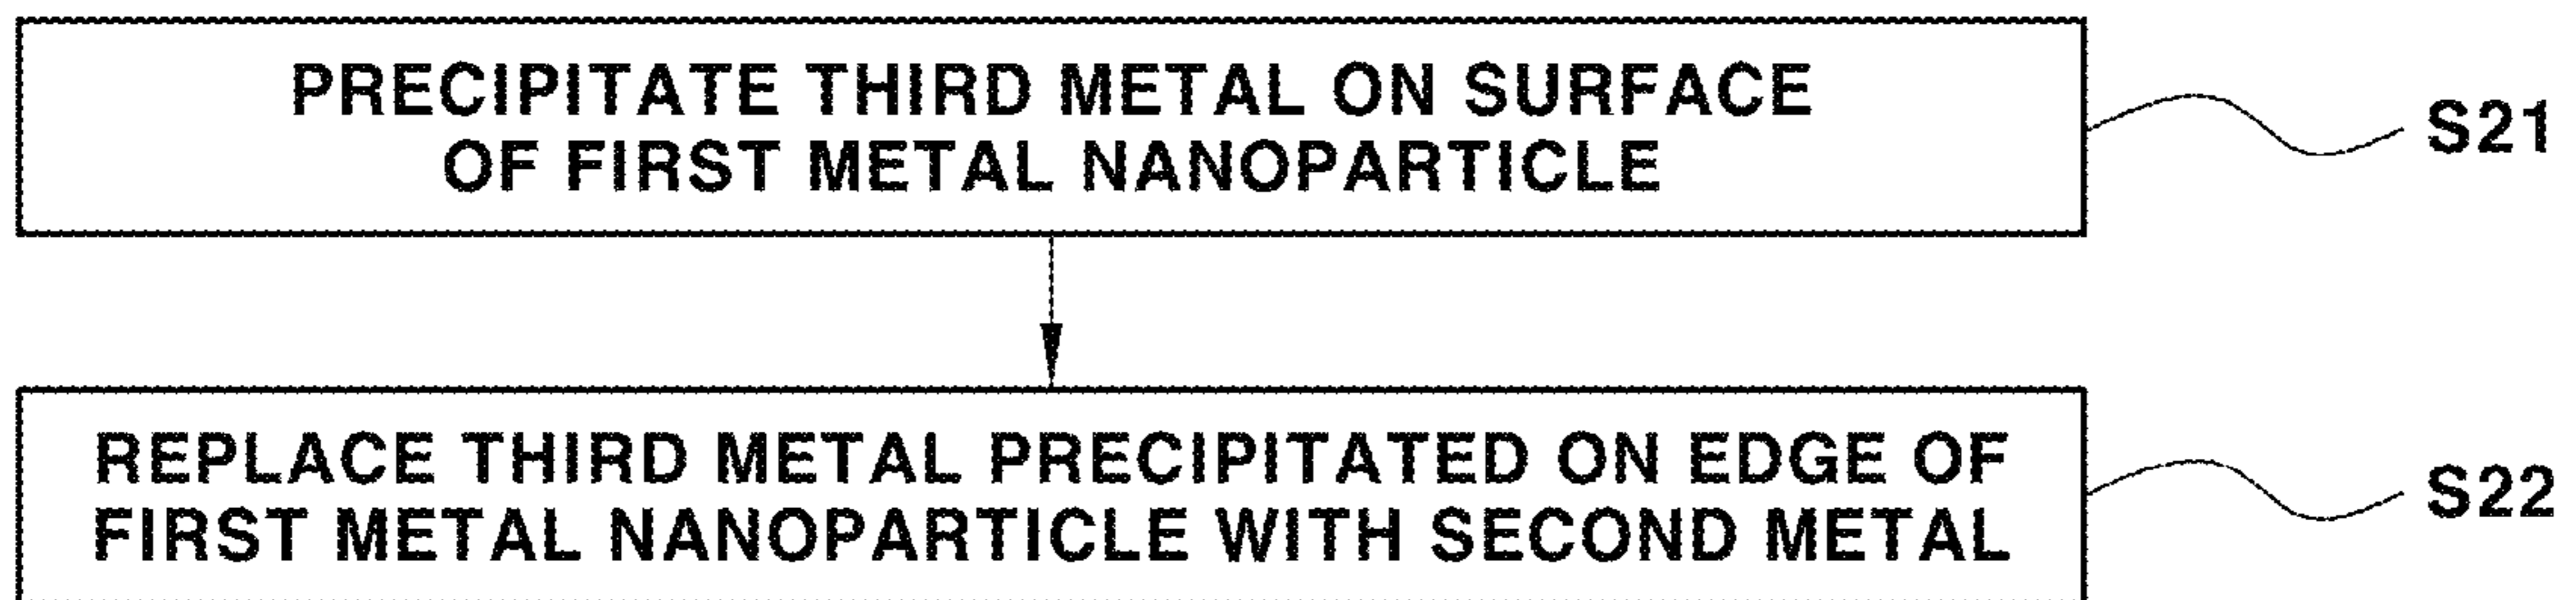 PRECIPITATE THIRD METAL ON SURFACE
OF FIRST METAL NANOPARTICLE
S21
REPLACE THIRD METAL PRECIPITATED ON EDGE OF
FIRST METAL NANOPARTICLE WITH SECOND METAL
S22